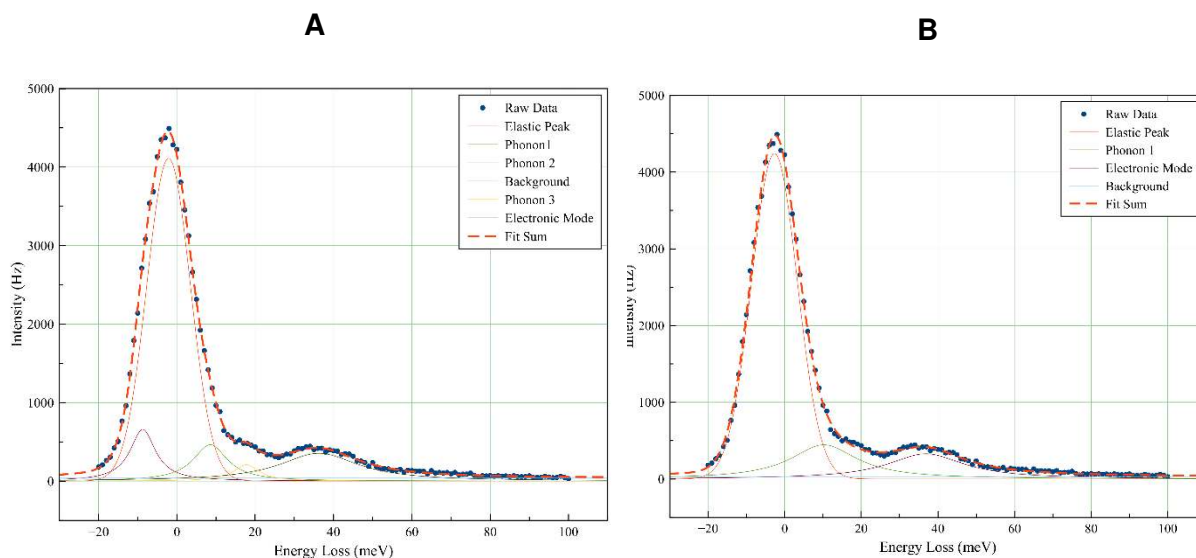 A
B
5000
4000
3000
2000
1000
0
Intensity (Hz)
−20
0
20
40
60
80
100
Energy Loss (meV)
Raw Data
Elastic Peak
Phonon1
Phonon 2
Background
Phonon 3
Electronic Mode
Fit Sum
5000
4000
3000
2000
1000
0
Intensity (Hz)
−20
0
20
40
60
80
100
Energy Loss (meV)
Raw Data
Elastic Peak
Phonon 1
Electronic Mode
Background
Fit Sum